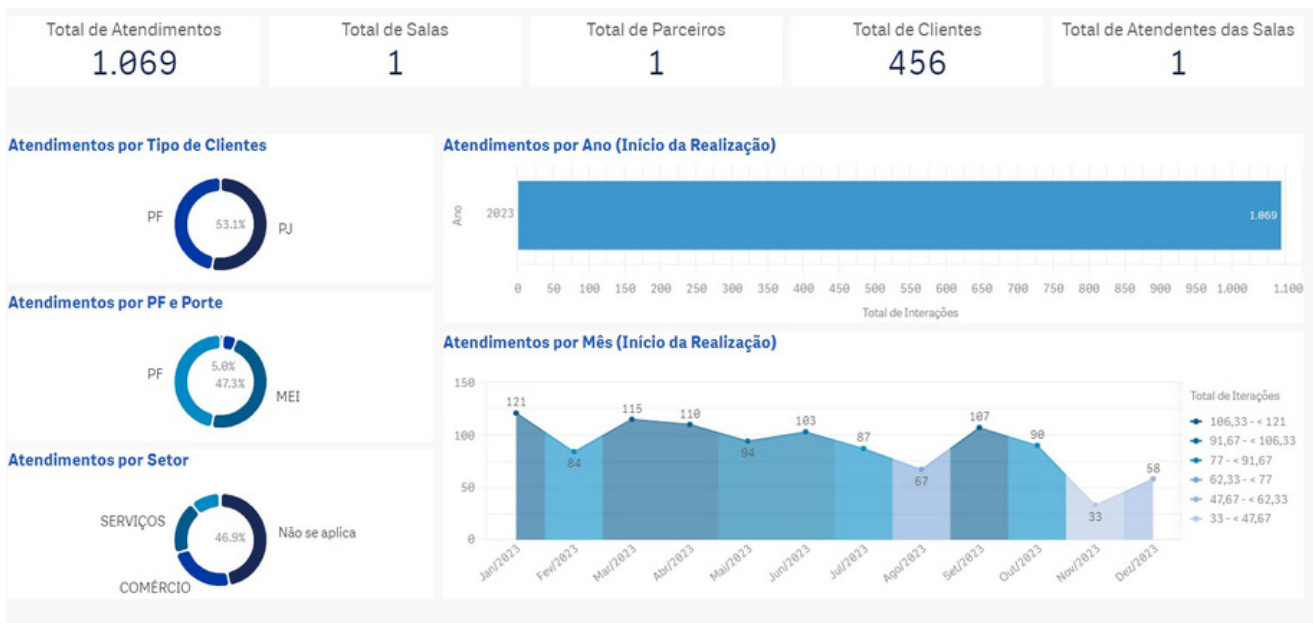 Total de Atendimentos
1.069
Total de Salas
1
Total de Parceiros
1
Total de Clientes
456
Total de Atendentes das Salas
1
Atendimentos por Tipo de Clientes
PF
53.1%
PJ
Atendimentos por PF e Porte
PF
5.0%
47.3%
MEI
Atendimentos por Setor
SERVIÇOS
46.9%
Não se aplica
COMÉRCIO
Atendimentos por Ano (Início da Realização)
Ano
2023
1.069
0 50 100 150 200 250 300 350 400 450 500 550 600 650 700 750 800 850 900 950 1.000 1.100
Total de Interações
Atendimentos por Mês (Início da Realização)
150
100
50
0
121
84
115
110
94
103
87
67
107
90
33
58
Jan/2023 Fev/2023 Mar/2023 Abr/2023 Mai/2023 Jun/2023 Jul/2023 Ago/2023 Set/2023 Out/2023 Nov/2023 Dez/2023
Total de Iterações
106,33 - < 121
91,67 - < 106,33
77 - < 91,67
62,33 - < 77
47,67 - < 62,33
33 - < 47,67